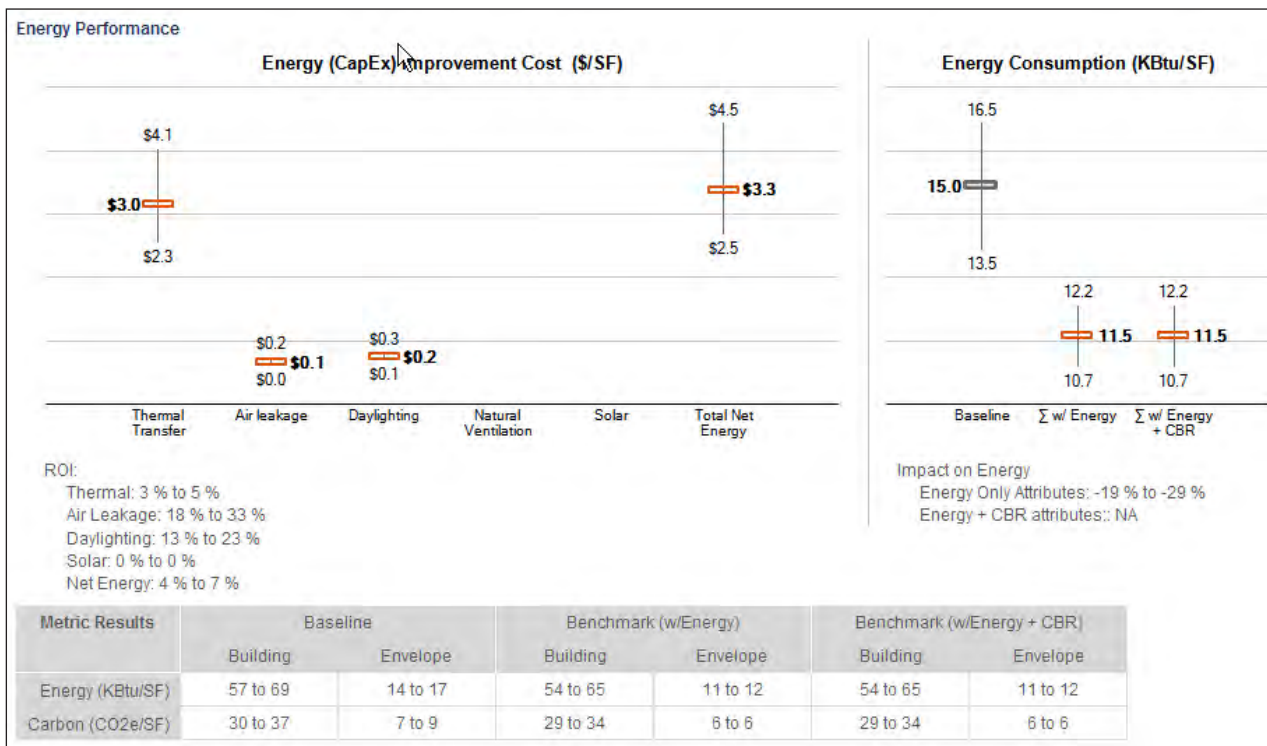 Energy Performance
Energy (CapEx) Improvement Cost ($/SF)
$4.1
$3.0
$2.3
$0.2
$0.1
$0.0
$0.3
$0.2
$0.1
$4.5
$3.3
$2.5
Thermal
Transfer
Air leakage
Daylighting
Natural
Ventilation
Solar
Total Net
Energy
Energy Consumption (KBtu/SF)
16.5
15.0
13.5
12.2
11.5
10.7
12.2
11.5
10.7
Baseline
Σ w/ Energy
Σ w/ Energy
+ CBR
ROI:
Thermal: 3 % to 5 %
Air Leakage: 18 % to 33 %
Daylighting: 13 % to 23 %
Solar: 0 % to 0 %
Net Energy: 4 % to 7 %
Impact on Energy
Energy Only Attributes: -19 % to -29 %
Energy + CBR attributes:: NA
Metric Results Baseline Benchmark (w/Energy) Benchmark (w/Energy + CBR)
Building Envelope Building Envelope Building Envelope
Energy (KBtu/SF) 57 to 69 14 to 17 54 to 65 11 to 12 54 to 65 11 to 12
Carbon (CO2e/SF) 30 to 37 7 to 9 29 to 34 6 to 6 29 to 34 6 to 6